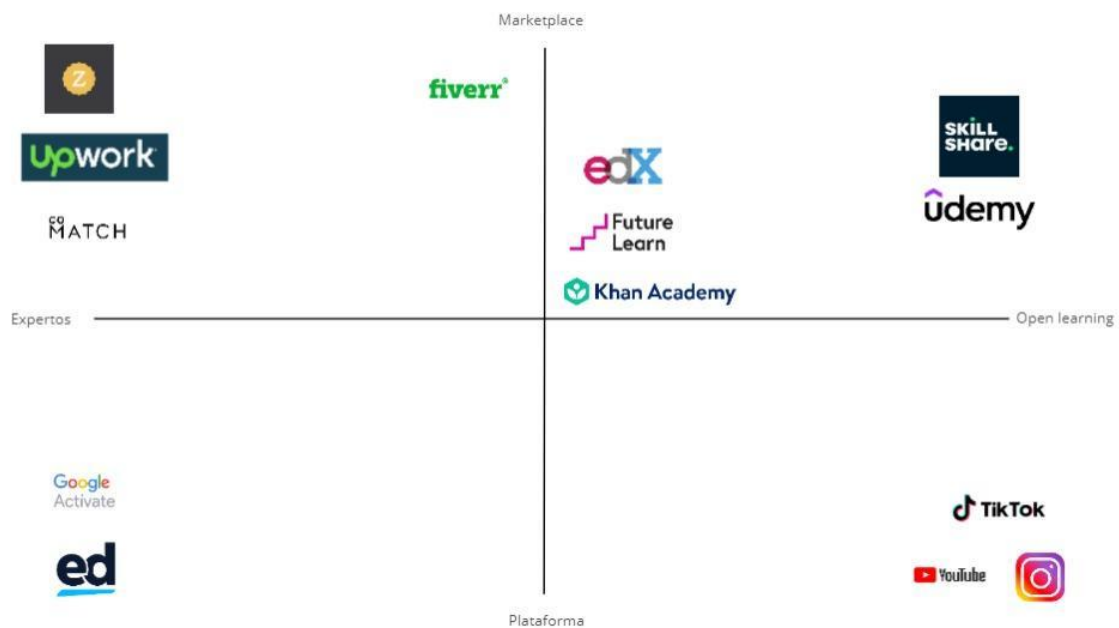 Marketplace
Z
fiverr®
upwork
SKILL
SHARE.
edX
udemy
CO
MATCH
Future
Learn
Khan Academy
Expertos
Open learning
Google
Activate
TikTok
ed
YouTube
Plataforma